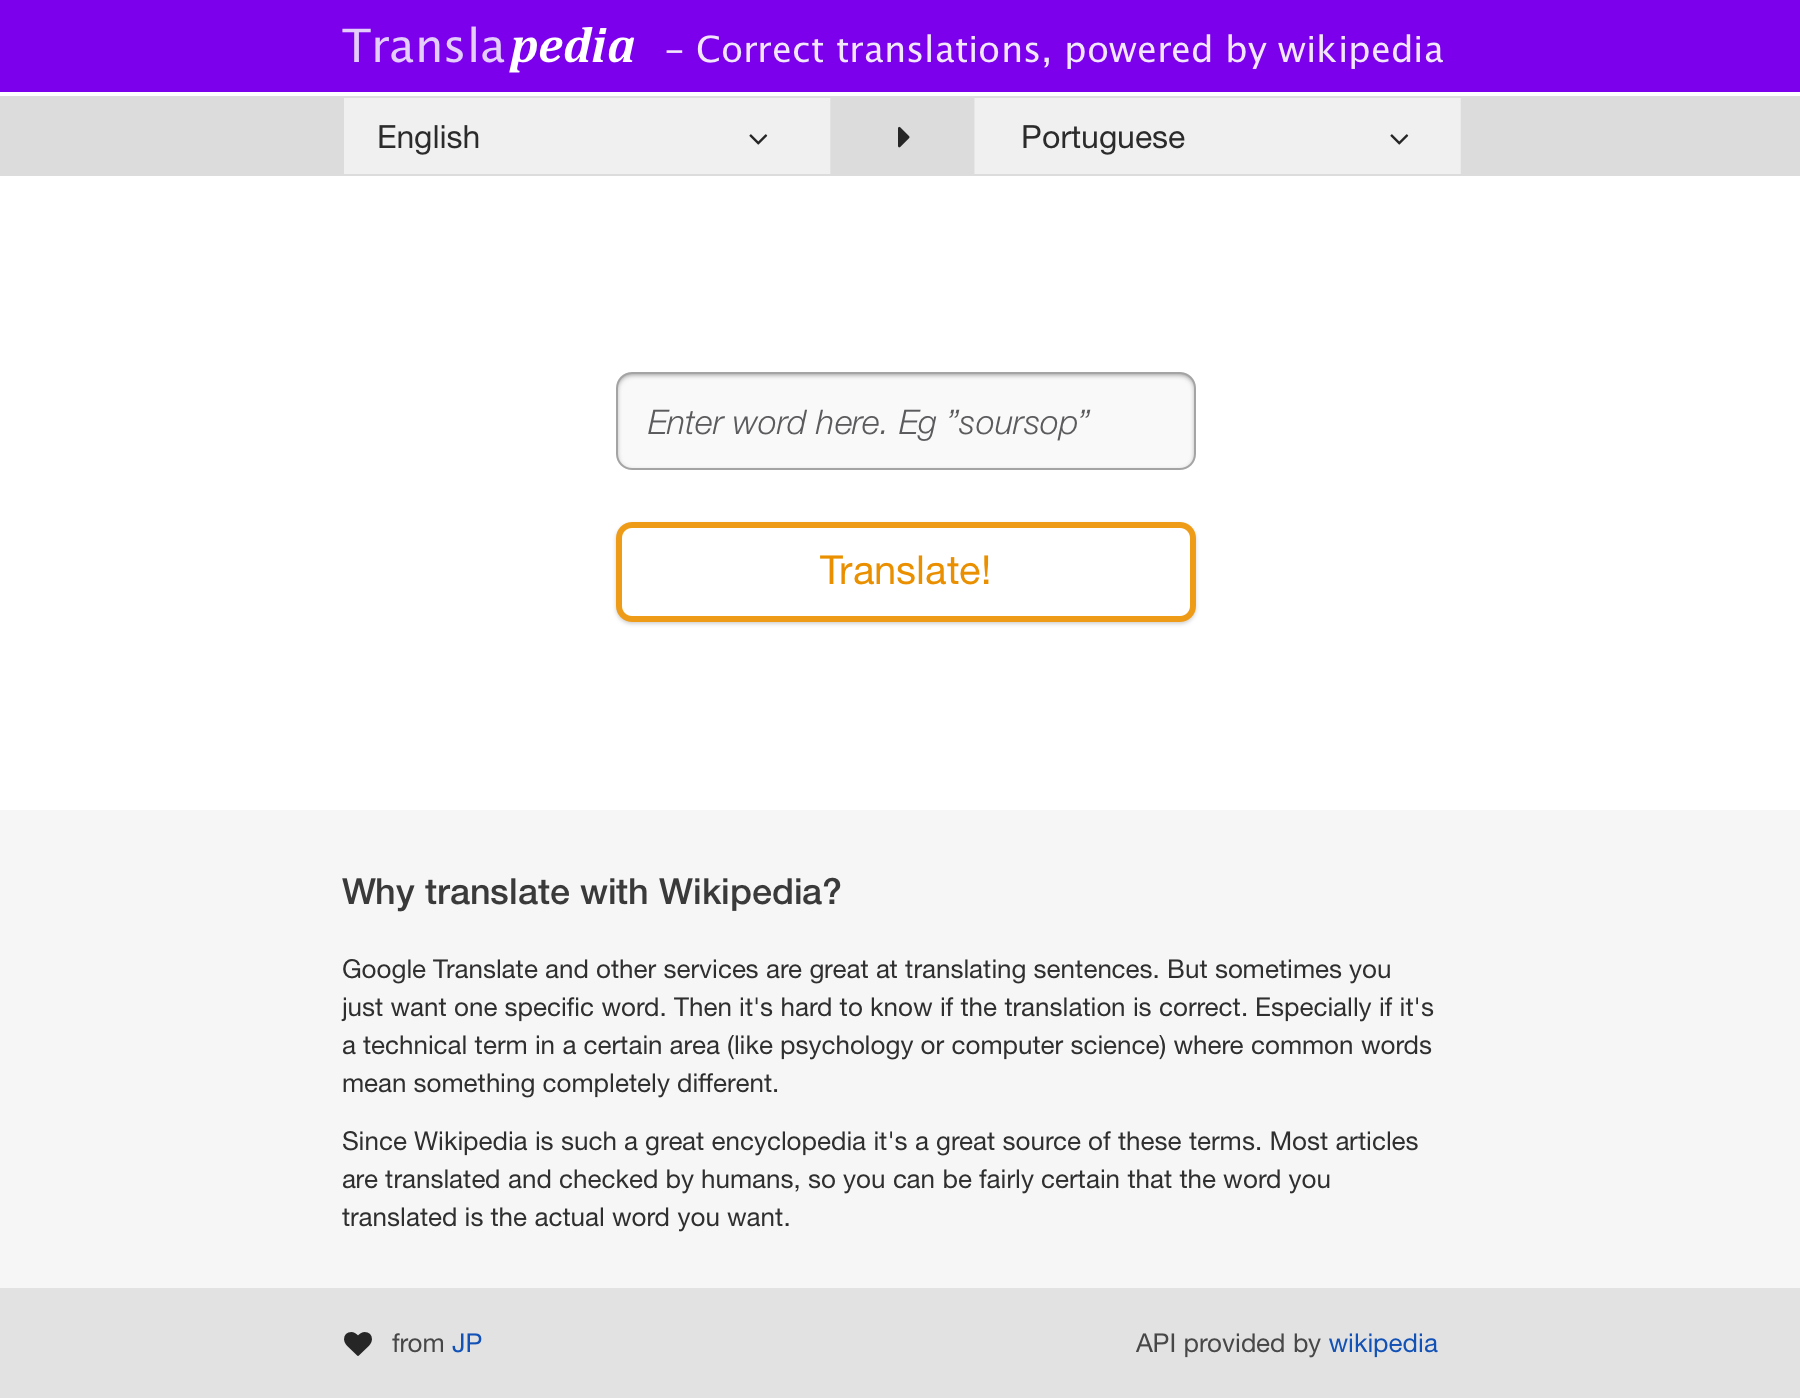 Translapedia – Correct translations, powered by wikipedia
English Portuguese
Enter word here. Eg ”soursop”
Translate!
Why translate with Wikipedia?
Google Translate and other services are great at translating sentences. But sometimes you
just want one specific word. Then it's hard to know if the translation is correct. Especially if it's
a technical term in a certain area (like psychology or computer science) where common words
mean something completely different.
Since Wikipedia is such a great encyclopedia it's a great source of these terms. Most articles
are translated and checked by humans, so you can be fairly certain that the word you
translated is the actual word you want.
from JP API provided by wikipedia